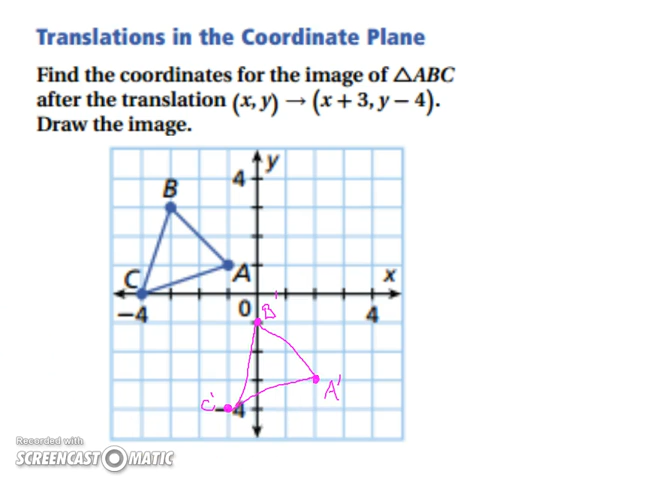 Translations in the Coordinate Plane
Find the coordinates for the image of △ABC
after the translation (x, y) → (x + 3, y – 4).
Draw the image.
4 y
B
C A x
–4 0 B' 4
A'
C' –4
Recorded with
SCREENCAST O MATIC